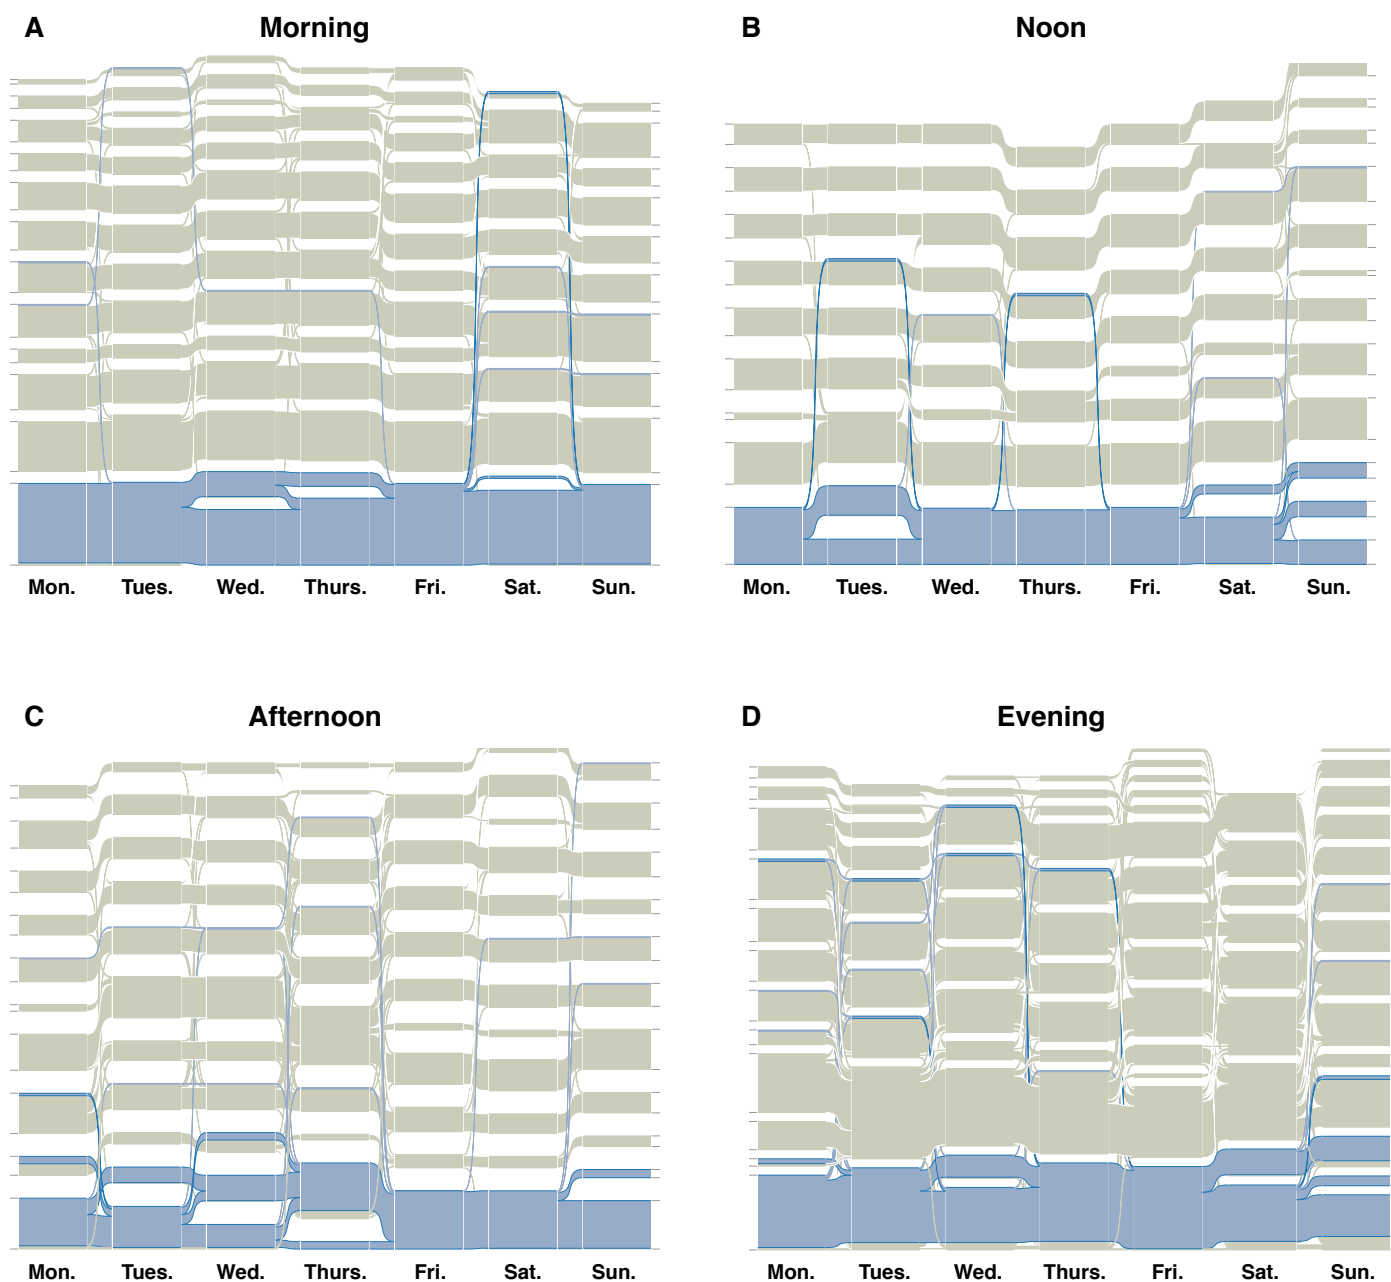 A Morning
B Noon
Mon. Tues. Wed. Thurs. Fri. Sat. Sun.
Mon. Tues. Wed. Thurs. Fri. Sat. Sun.
C Afternoon
D Evening
Mon. Tues. Wed. Thurs. Fri. Sat. Sun.
Mon. Tues. Wed. Thurs. Fri. Sat. Sun.